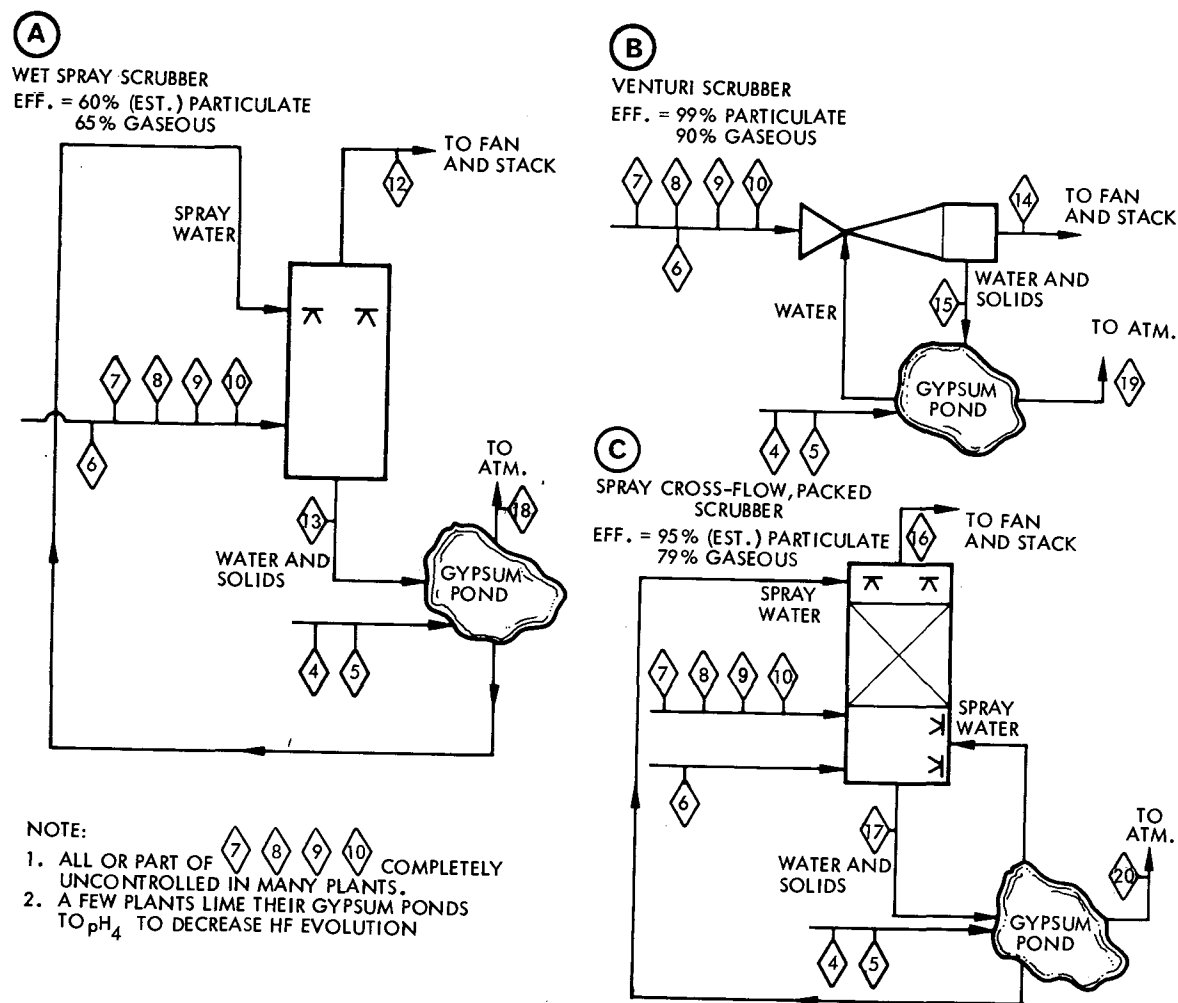 A
WET SPRAY SCRUBBER
EFF. = 60% (EST.) PARTICULATE
65% GASEOUS
TO FAN
AND STACK
12
SPRAY
WATER
7 8 9 10
6
13
WATER AND
SOLIDS
TO
ATM.
18
GYPSUM
POND
4 5
NOTE:
1. ALL OR PART OF 7 8 9 10 COMPLETELY
UNCONTROLLED IN MANY PLANTS.
2. A FEW PLANTS LIME THEIR GYPSUM PONDS
TO pH4 TO DECREASE HF EVOLUTION
B
VENTURI SCRUBBER
EFF. = 99% PARTICULATE
90% GASEOUS
7 8 9 10
6
14
TO FAN
AND STACK
WATER
15
WATER AND
SOLIDS
TO ATM.
19
GYPSUM
POND
4 5
C
SPRAY CROSS-FLOW, PACKED
SCRUBBER
EFF. = 95% (EST.) PARTICULATE
79% GASEOUS
16
TO FAN
AND STACK
SPRAY
WATER
7 8 9 10
6
SPRAY
WATER
17
WATER AND
SOLIDS
TO
ATM.
20
GYPSUM
POND
4 5